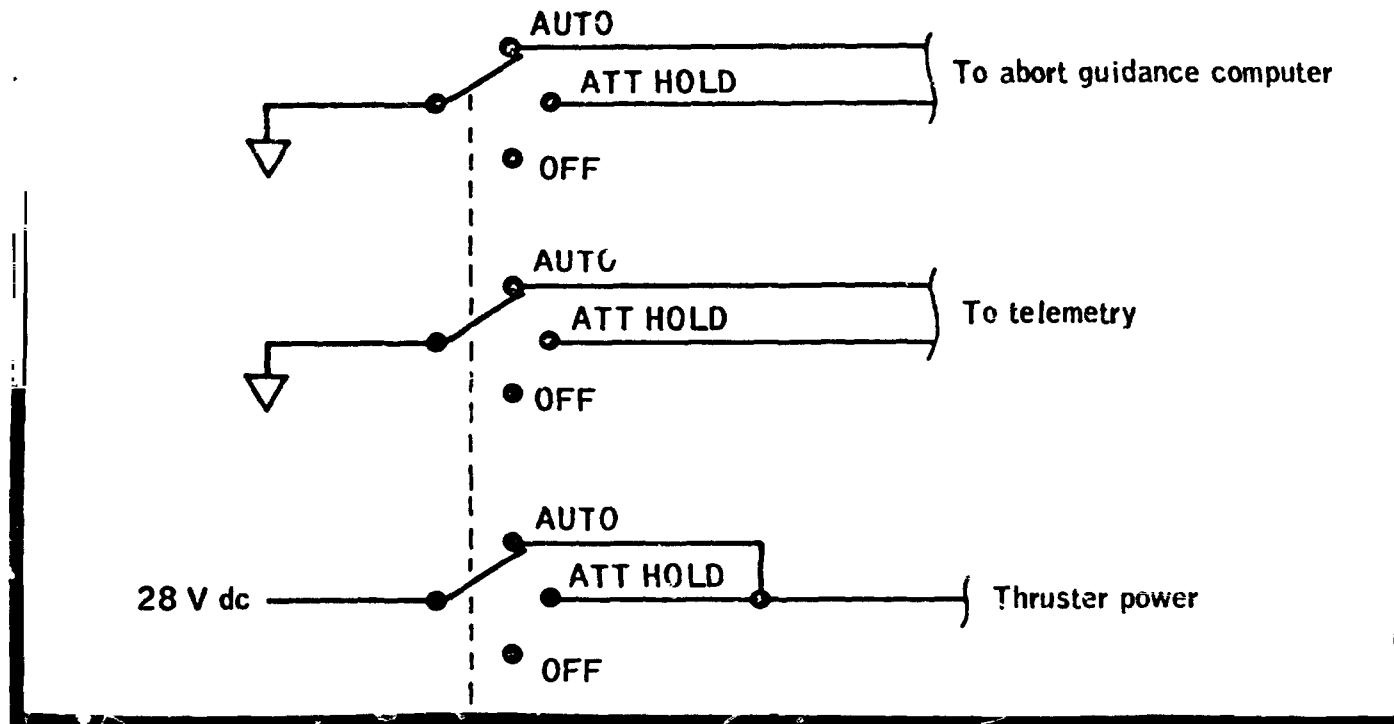 AUTO
To abort guidance computer
ATT HOLD
OFF
AUTO
To telemetry
ATT HOLD
OFF
AUTO
ATT HOLD
28 V dc
Thruster power
OFF